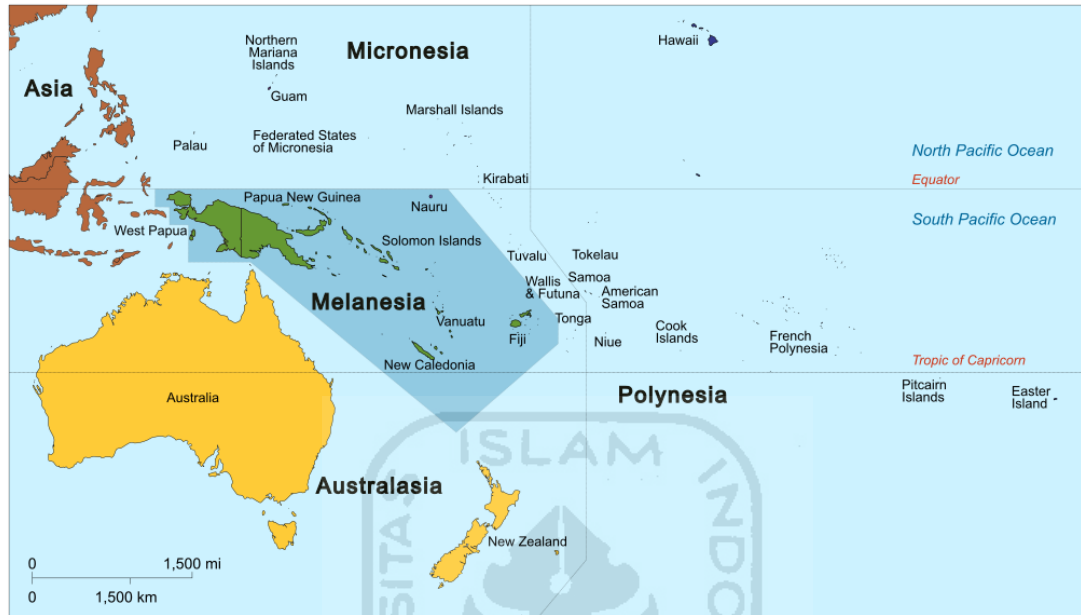 Northern
Mariana
Islands
Micronesia
Hawaii
Asia
Guam
Marshall Islands
Federated States
of Micronesia
Palau
North Pacific Ocean
Kirabati
Equator
Papua New Guinea
Nauru
South Pacific Ocean
West Papua
Solomon Islands
Tuvalu
Tokelau
Wallis
& Futuna
Samoa
American
Samoa
Melanesia
Vanuatu
Fiji
Tonga
Niue
Cook
Islands
French
Polynesia
New Caledonia
Tropic of Capricorn
Australia
Polynesia
Pitcairn
Islands
Easter
Island
ISLAM
Australasia
SITAS
INDO
New Zealand
0 1,500 mi
0 1,500 km